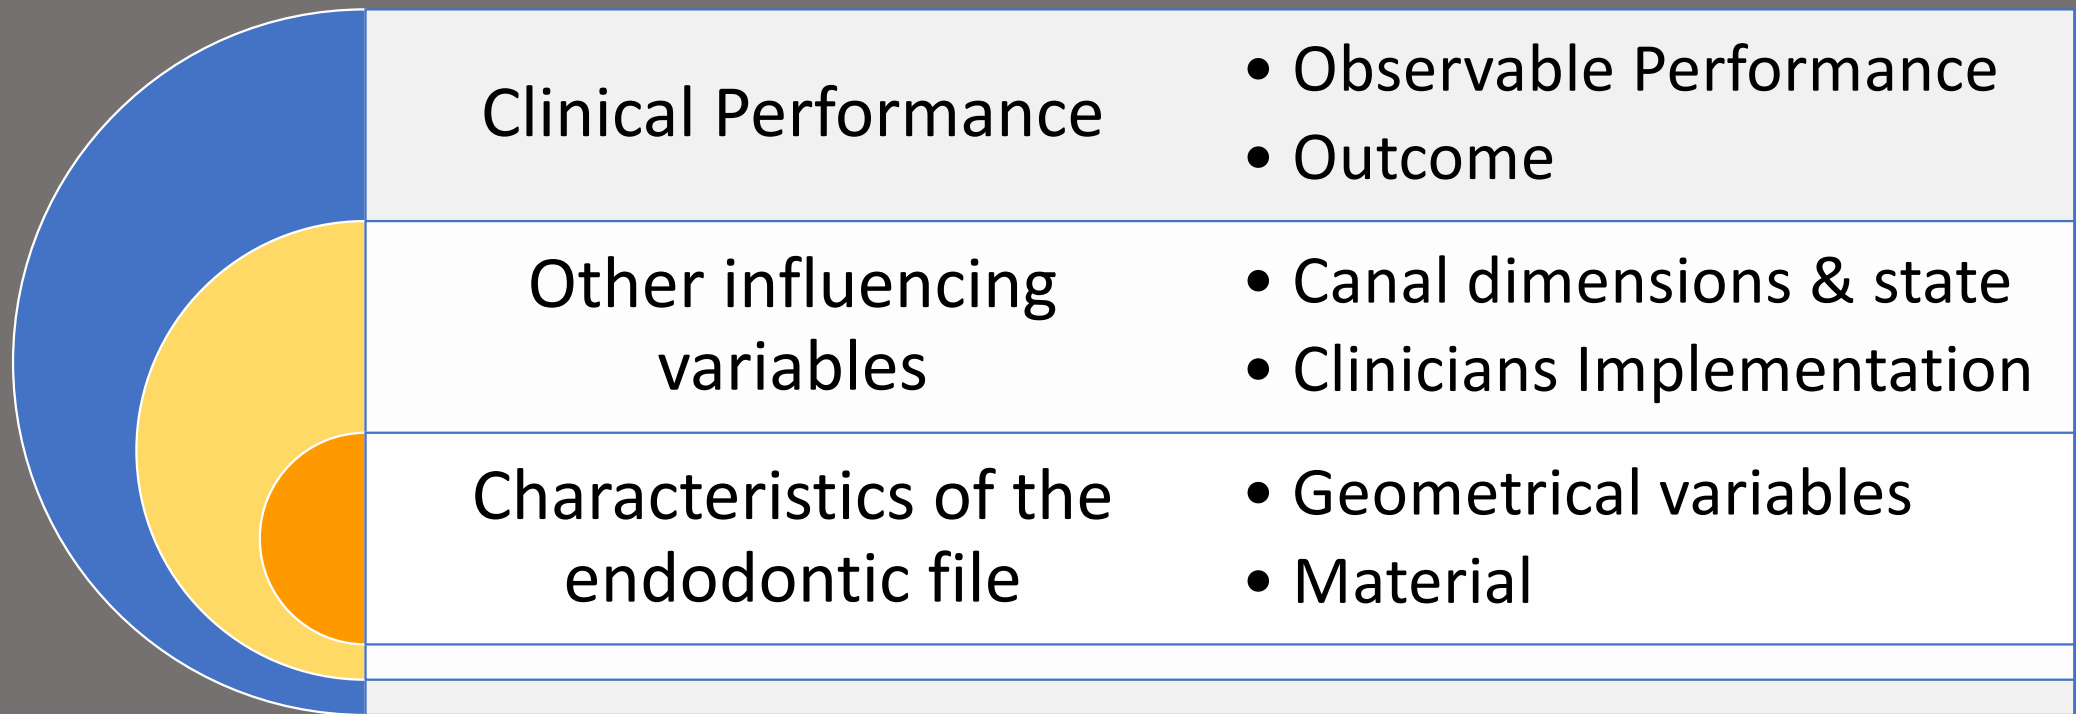 Clinical Performance
• Observable Performance
• Outcome
Other influencing
variables
• Canal dimensions & state
• Clinicians Implementation
Characteristics of the
endodontic file
• Geometrical variables
• Material